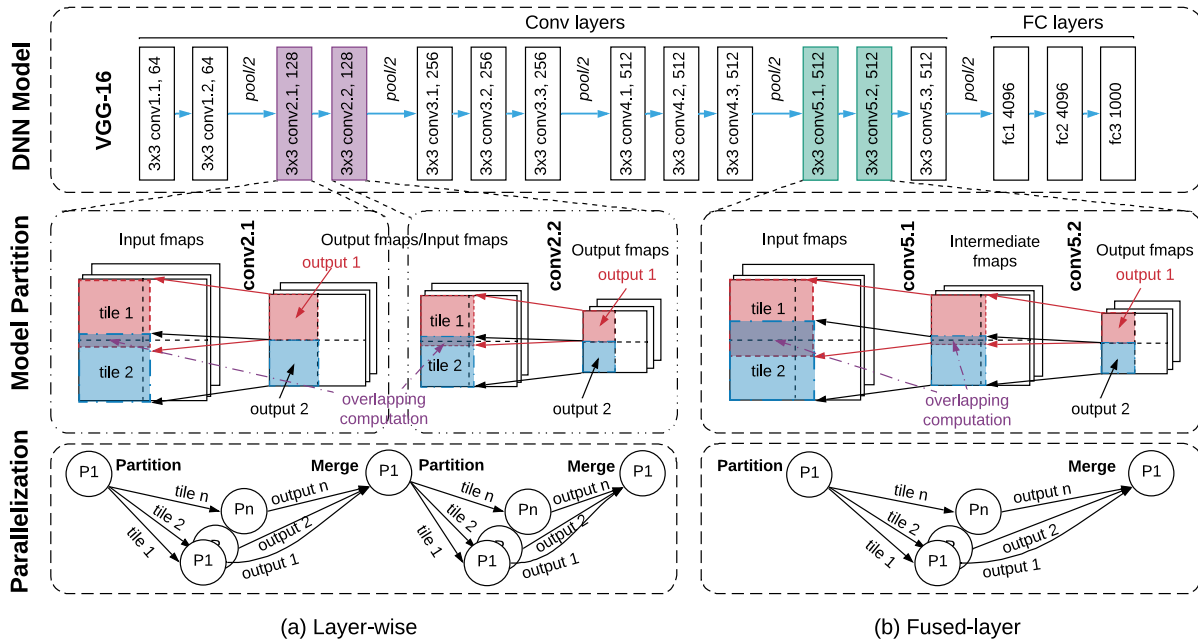 DNN Model
VGG-16
Conv layers
FC layers
3x3 conv1.1, 64
3x3 conv1.2, 64
pool/2
3x3 conv2.1, 128
3x3 conv2.2, 128
pool/2
3x3 conv3.1, 256
3x3 conv3.2, 256
3x3 conv3.3, 256
pool/2
3x3 conv4.1, 512
3x3 conv4.2, 512
3x3 conv4.3, 512
pool/2
3x3 conv5.1, 512
3x3 conv5.2, 512
3x3 conv5.3, 512
pool/2
fc1 4096
fc2 4096
fc3 1000
Model Partition
Input fmaps
conv2.1
Output fmaps/Input fmaps
output 1
tile 1
tile 2
output 2
overlapping
computation
conv2.2
Output fmaps
output 1
tile 1
tile 2
output 2
Input fmaps
conv5.1
Intermediate
fmaps
conv5.2
Output fmaps
output 1
tile 1
tile 2
overlapping
computation
output 2
Parallelization
P1
Partition
Merge
P1
Partition
Merge
P1
tile n
tile 2
tile 1
Pn
P1
output n
output 2
output 1
tile n
tile 2
tile 1
Pn
P1
output n
output 2
output 1
Partition
P1
Merge
P1
tile n
tile 2
tile 1
Pn
P1
output n
output 2
output 1
(a) Layer-wise
(b) Fused-layer